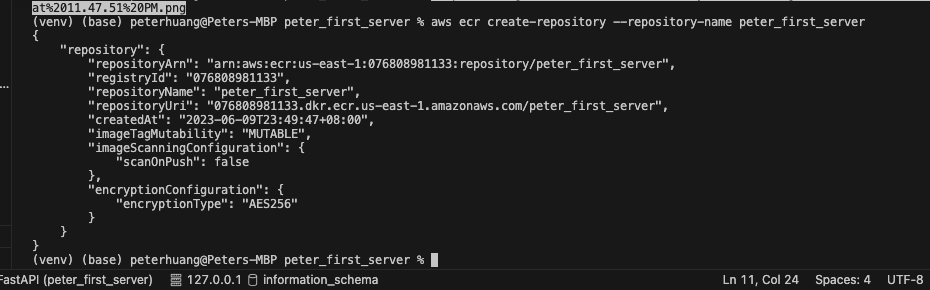 at%2011.47.51%20PM.png
(venv) (base) peterhuang@Peters-MBP peter_first_server % aws ecr create-repository --repository-name peter_first_server
{
    "repository": {
        "repositoryArn": "arn:aws:ecr:us-east-1:076808981133:repository/peter_first_server",
        "registryId": "076808981133",
        "repositoryName": "peter_first_server",
        "repositoryUri": "076808981133.dkr.ecr.us-east-1.amazonaws.com/peter_first_server",
        "createdAt": "2023-06-09T23:49:47+08:00",
        "imageTagMutability": "MUTABLE",
        "imageScanningConfiguration": {
            "scanOnPush": false
        },
        "encryptionConfiguration": {
            "encryptionType": "AES256"
        }
    }
}
(venv) (base) peterhuang@Peters-MBP peter_first_server %
FastAPI (peter_first_server) 127.0.0.1 information_schema Ln 11, Col 24 Spaces: 4 UTF-8